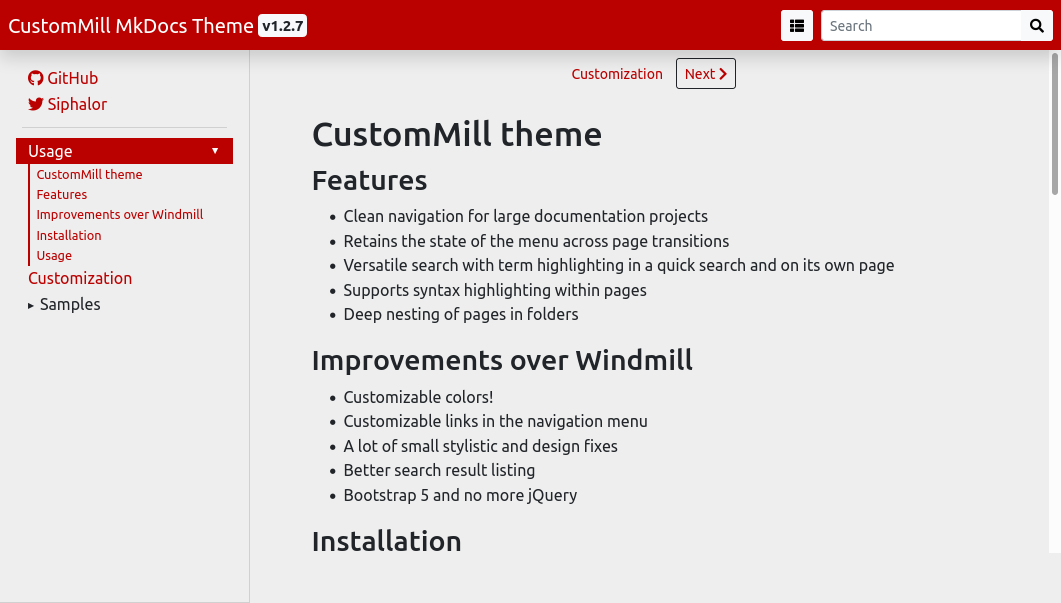 CustomMill MkDocs Theme v1.2.7
Search
GitHub
Siphalor
Usage
CustomMill theme
Features
Improvements over Windmill
Installation
Usage
Customization
Samples
Customization Next
CustomMill theme
Features
• Clean navigation for large documentation projects
• Retains the state of the menu across page transitions
• Versatile search with term highlighting in a quick search and on its own page
• Supports syntax highlighting within pages
• Deep nesting of pages in folders
Improvements over Windmill
• Customizable colors!
• Customizable links in the navigation menu
• A lot of small stylistic and design fixes
• Better search result listing
• Bootstrap 5 and no more jQuery
Installation